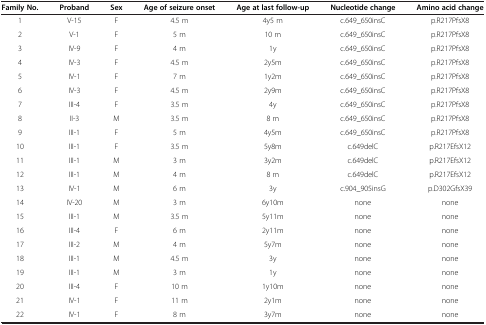 Family No. Proband Sex Age of seizure onset Age at last follow-up Nucleotide change Amino acid change
1 V-15 F 4.5 m 4y5 m c.649_650insC p.R217PfsX8
2 V-1 F 5 m 10 m c.649_650insC p.R217PfsX8
3 IV-9 F 4 m 1y c.649_650insC p.R217PfsX8
4 IV-3 F 4.5 m 2y5m c.649_650insC p.R217PfsX8
5 IV-1 F 7 m 1y2m c.649_650insC p.R217PfsX8
6 IV-3 F 4.5 m 2y9m c.649_650insC p.R217PfsX8
7 III-4 F 3.5 m 4y c.649_650insC p.R217PfsX8
8 II-3 M 3.5 m 8 m c.649_650insC p.R217PfsX8
9 III-1 F 5 m 4y5m c.649_650insC p.R217PfsX8
10 III-1 F 3.5 m 5y8m c.649delC p.R217EfsX12
11 III-1 M 3 m 3y2m c.649delC p.R217EfsX12
12 III-1 M 4 m 8 m c.649delC p.R217EfsX12
13 IV-1 M 6 m 3y c.904_905insG p.D302GfsX39
14 IV-20 M 3 m 6y10m none none
15 III-1 M 3.5 m 5y11m none none
16 III-4 F 6 m 2y11m none none
17 III-2 M 4 m 5y7m none none
18 III-1 M 4.5 m 3y none none
19 III-1 M 3 m 1y none none
20 III-4 F 10 m 1y10m none none
21 IV-1 F 11 m 2y1m none none
22 IV-1 F 8 m 3y7m none none